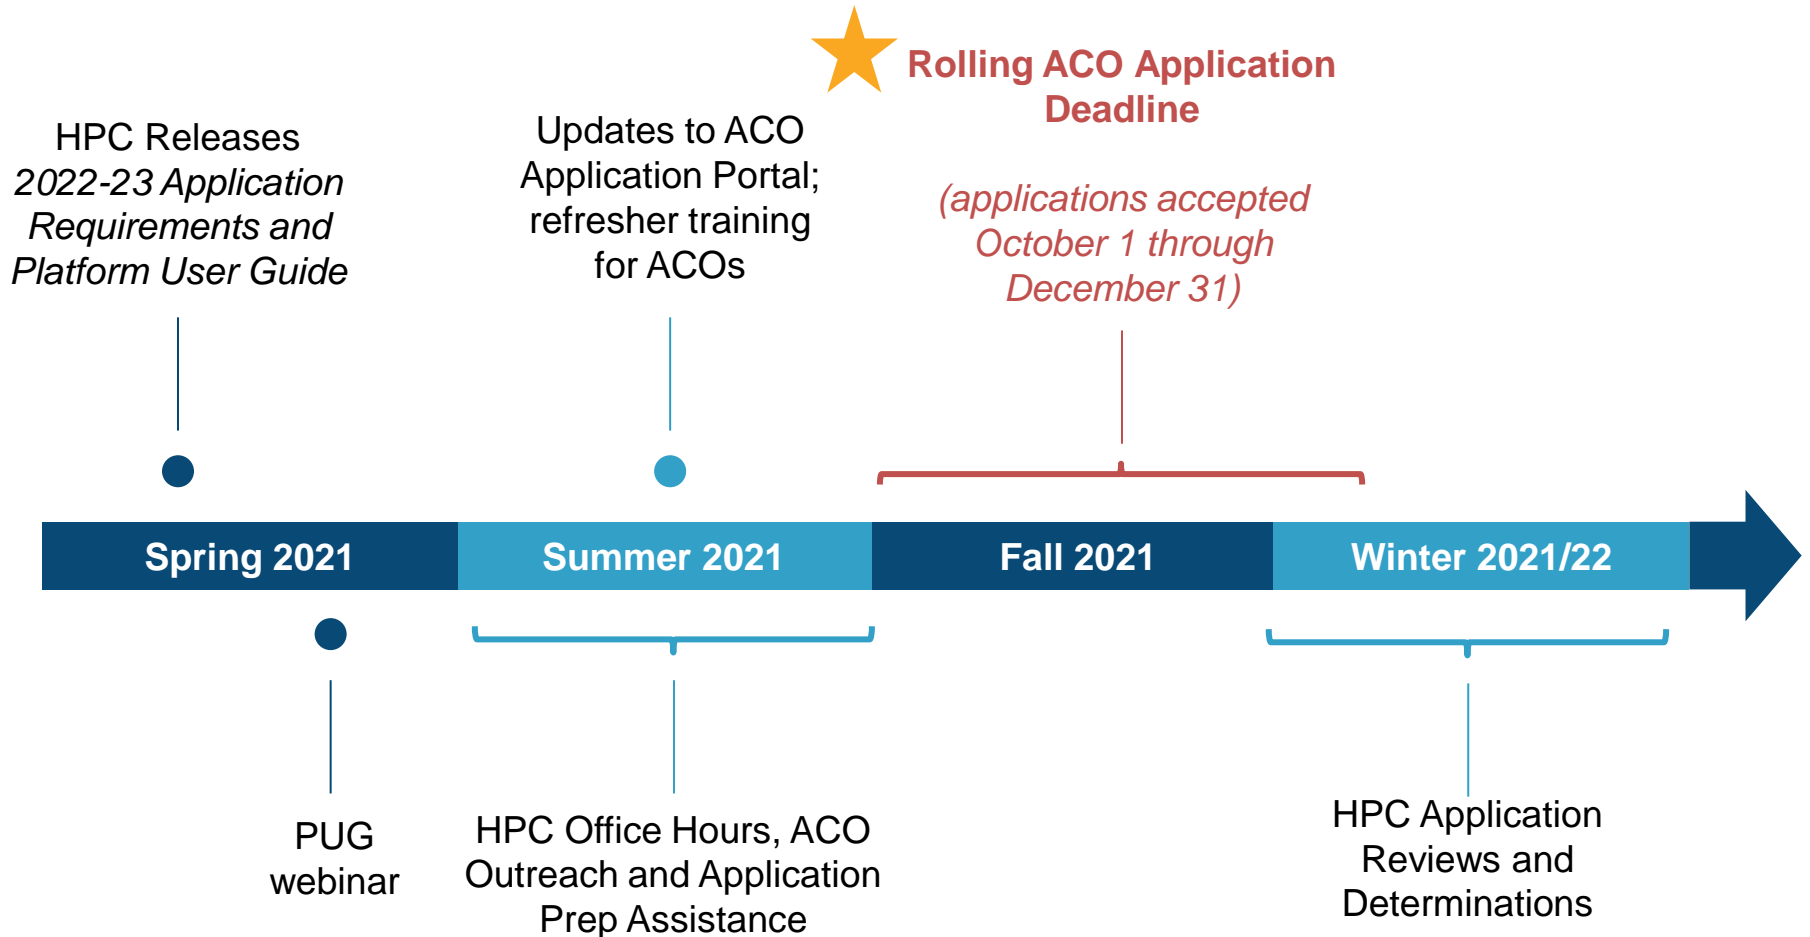 Rolling ACO Application
Deadline
HPC Releases
2022-23 Application
Requirements and
Platform User Guide
Updates to ACO
Application Portal;
refresher training
for ACOs
(applications accepted
October 1 through
December 31)
Spring 2021
Summer 2021
Fall 2021
Winter 2021/22
PUG
webinar
HPC Office Hours, ACO
Outreach and Application
Prep Assistance
HPC Application
Reviews and
Determinations